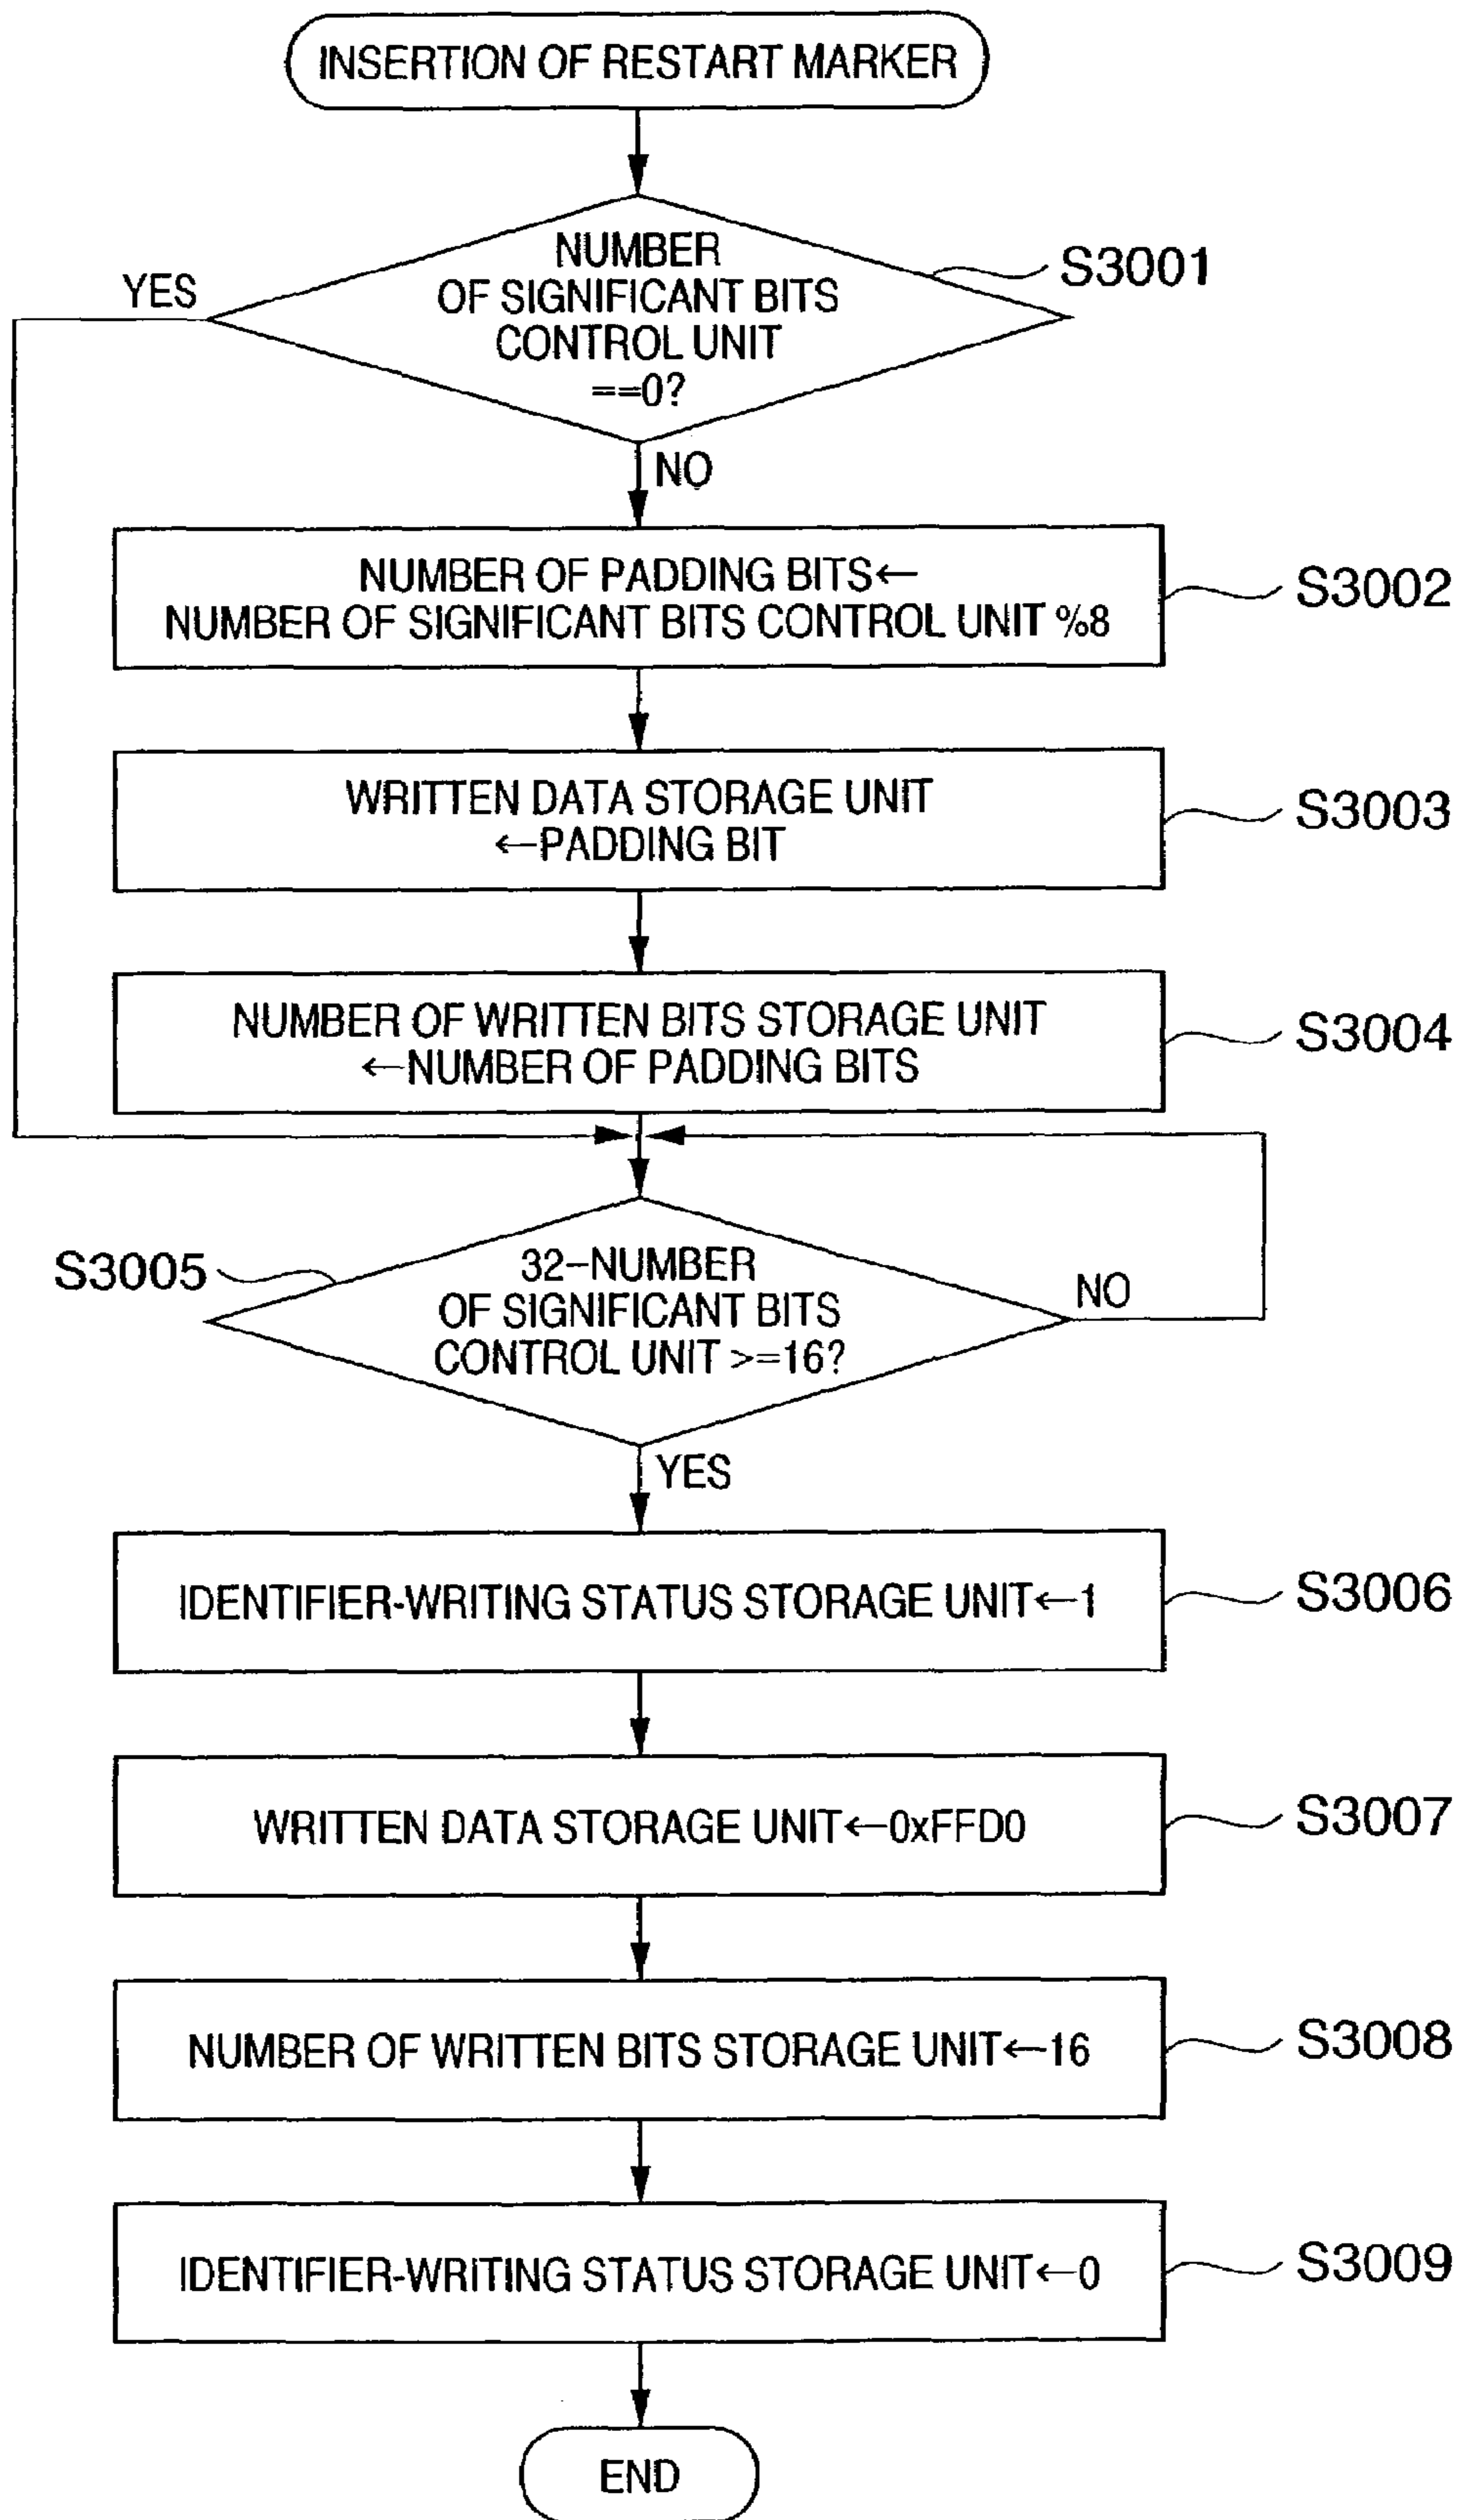 INSERTION OF RESTART MARKER
NUMBER
OF SIGNIFICANT BITS
CONTROL UNIT
==0?
S3001
YES
NO
NUMBER OF PADDING BITS←
NUMBER OF SIGNIFICANT BITS CONTROL UNIT %8
S3002
WRITTEN DATA STORAGE UNIT
←PADDING BIT
S3003
NUMBER OF WRITTEN BITS STORAGE UNIT
←NUMBER OF PADDING BITS
S3004
S3005
32–NUMBER
OF SIGNIFICANT BITS
CONTROL UNIT >=16?
NO
YES
IDENTIFIER-WRITING STATUS STORAGE UNIT←1
S3006
WRITTEN DATA STORAGE UNIT←0xFFD0
S3007
NUMBER OF WRITTEN BITS STORAGE UNIT←16
S3008
IDENTIFIER-WRITING STATUS STORAGE UNIT←0
S3009
END